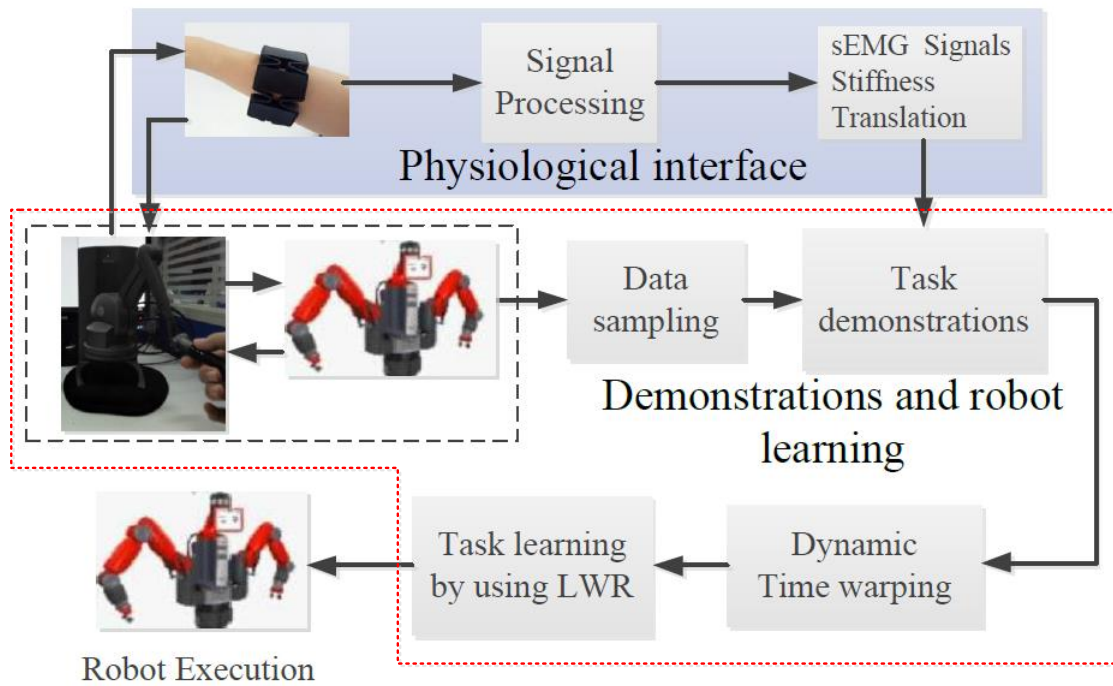 Signal
Processing
sEMG Signals
Stiffness
Translation
Physiological interface
Data
sampling
Task
demonstrations
Demonstrations and robot
learning
Task learning
by using LWR
Dynamic
Time warping
Robot Execution